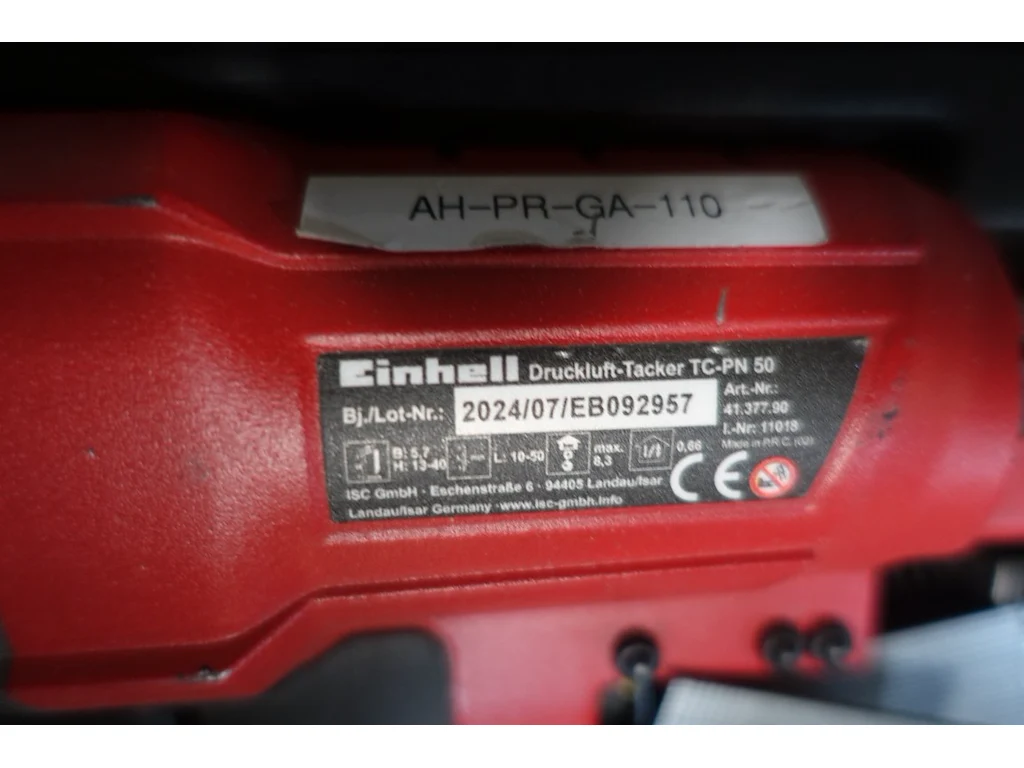 AH-PR-GA-110
Einhell Druckluft-Tacker TC-PN 50
Bj./Lot-Nr.: 2024/07/EB092957
Art.-Nr.:
41.377.90
I.-Nr: 11018
Made in P.R.C.
B: 5,7
H: 13-40
L: 10-50
max.
8,3
0,66
CE
ISC GmbH · Eschenstraße 6 · 94405 Landau/Isar
Landau/Isar Germany · www.isc-gmbh.info